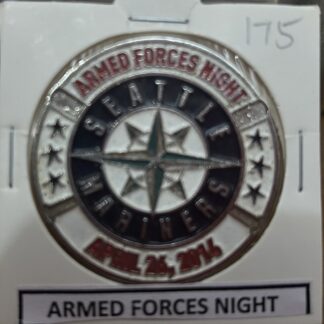 175
ARMED FORCES NIGHT
SEATTLE
MARINERS
APRIL 26, 2014
ARMED FORCES NIGHT